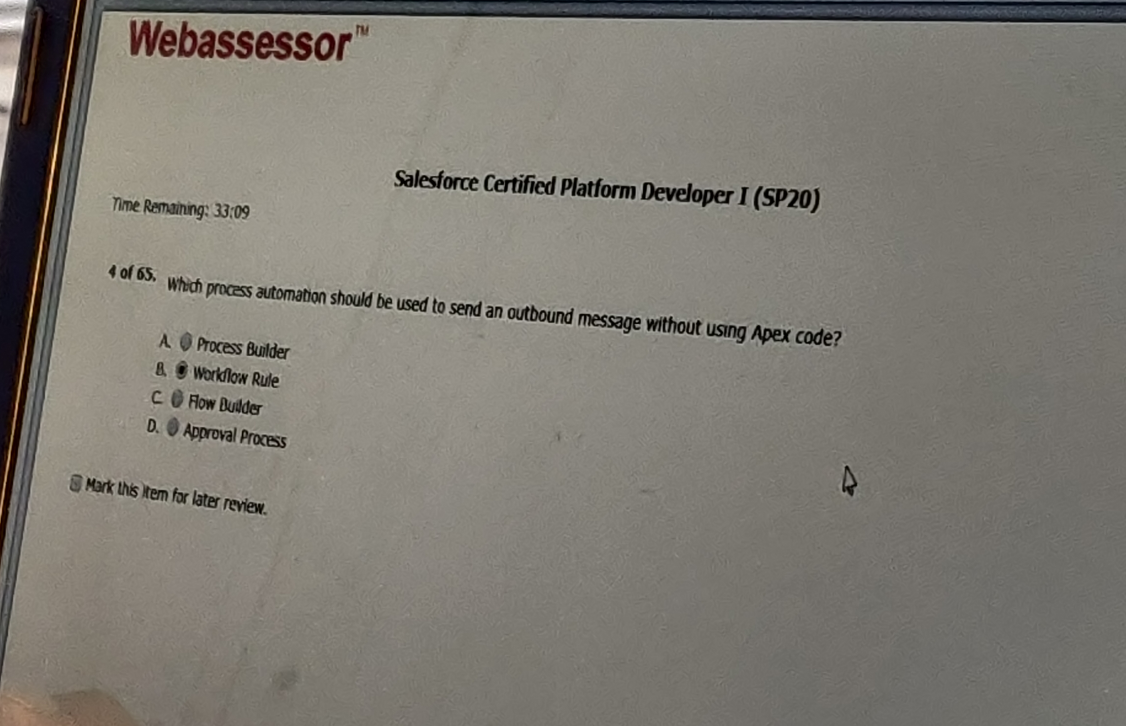 Webassessor™
Salesforce Certified Platform Developer I (SP20)
Time Remaining: 33:09
4 of 65. Which process automation should be used to send an outbound message without using Apex code?
A. Process Builder
B. Workflow Rule
C. Flow Builder
D. Approval Process
Mark this item for later review.